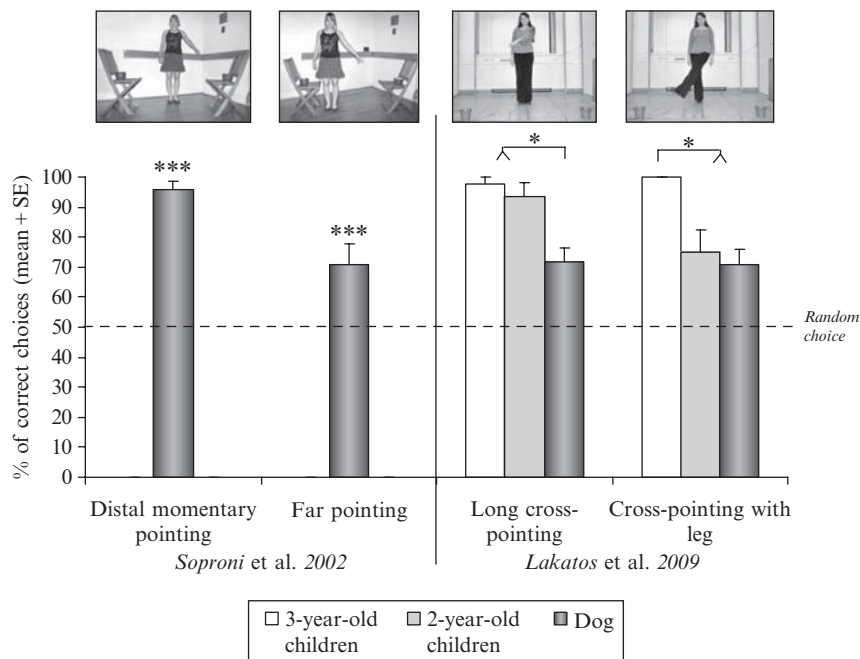 *
*
***
***
% of correct choices (mean + SE)
100
90
80
70
60
50
40
30
20
10
0
Random
choice
Distal momentary
pointing
Far pointing
Long cross-
pointing
Cross-pointing with
leg
Soproni et al. 2002
Lakatos et al. 2009
3-year-old
children
2-year-old
children
Dog